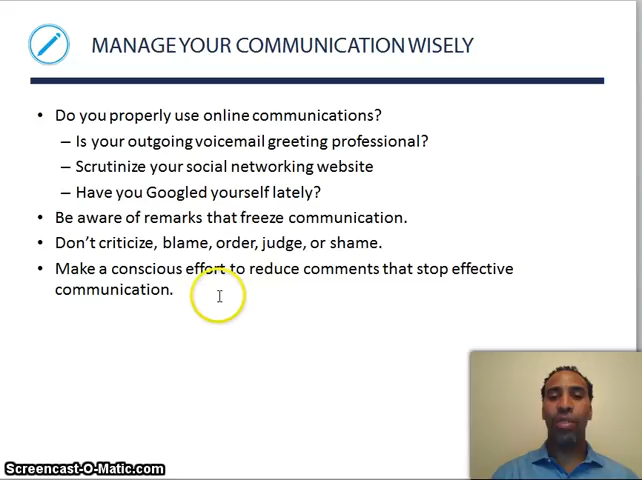 MANAGE YOUR COMMUNICATION WISELY
• Do you properly use online communications?
– Is your outgoing voicemail greeting professional?
– Scrutinize your social networking website
– Have you Googled yourself lately?
• Be aware of remarks that freeze communication.
• Don't criticize, blame, order, judge, or shame.
• Make a conscious effort to reduce comments that stop effective
communication.
Screencast-O-Matic.com